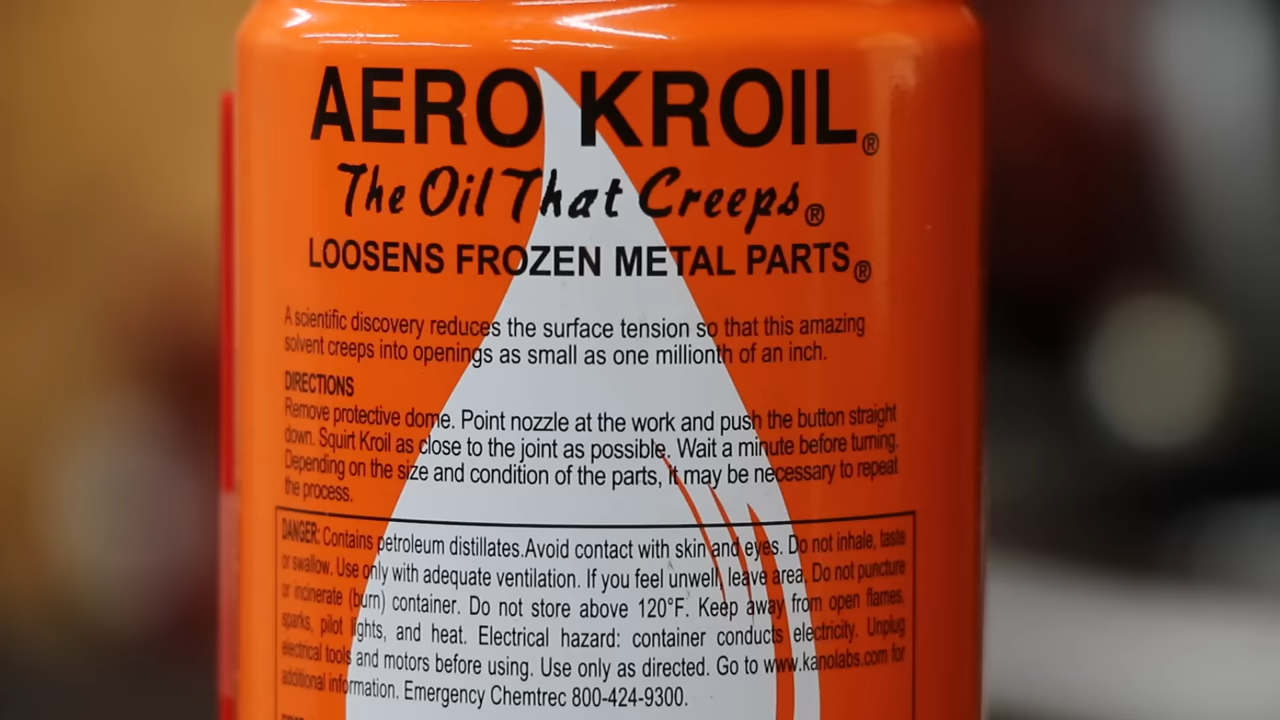 AERO KROIL®
The Oil That Creeps®
LOOSENS FROZEN METAL PARTS®
A scientific discovery reduces the surface tension so that this amazing
solvent creeps into openings as small as one millionth of an inch.
DIRECTIONS
Remove protective dome. Point nozzle at the work and push the button straight
down. Squirt Kroil as close to the joint as possible. Wait a minute before turning.
Depending on the size and condition of the parts, it may be necessary to repeat
the process.
DANGER: Contains petroleum distillates.Avoid contact with skin and eyes. Do not inhale, taste
or swallow. Use only with adequate ventilation. If you feel unwell, leave area. Do not puncture
or incinerate (burn) container. Do not store above 120°F. Keep away from open flames,
sparks, pilot lights, and heat. Electrical hazard: container conducts electricity. Unplug
electrical tools and motors before using. Use only as directed. Go to www.kanolabs.com for
additional information. Emergency Chemtrec 800-424-9300.